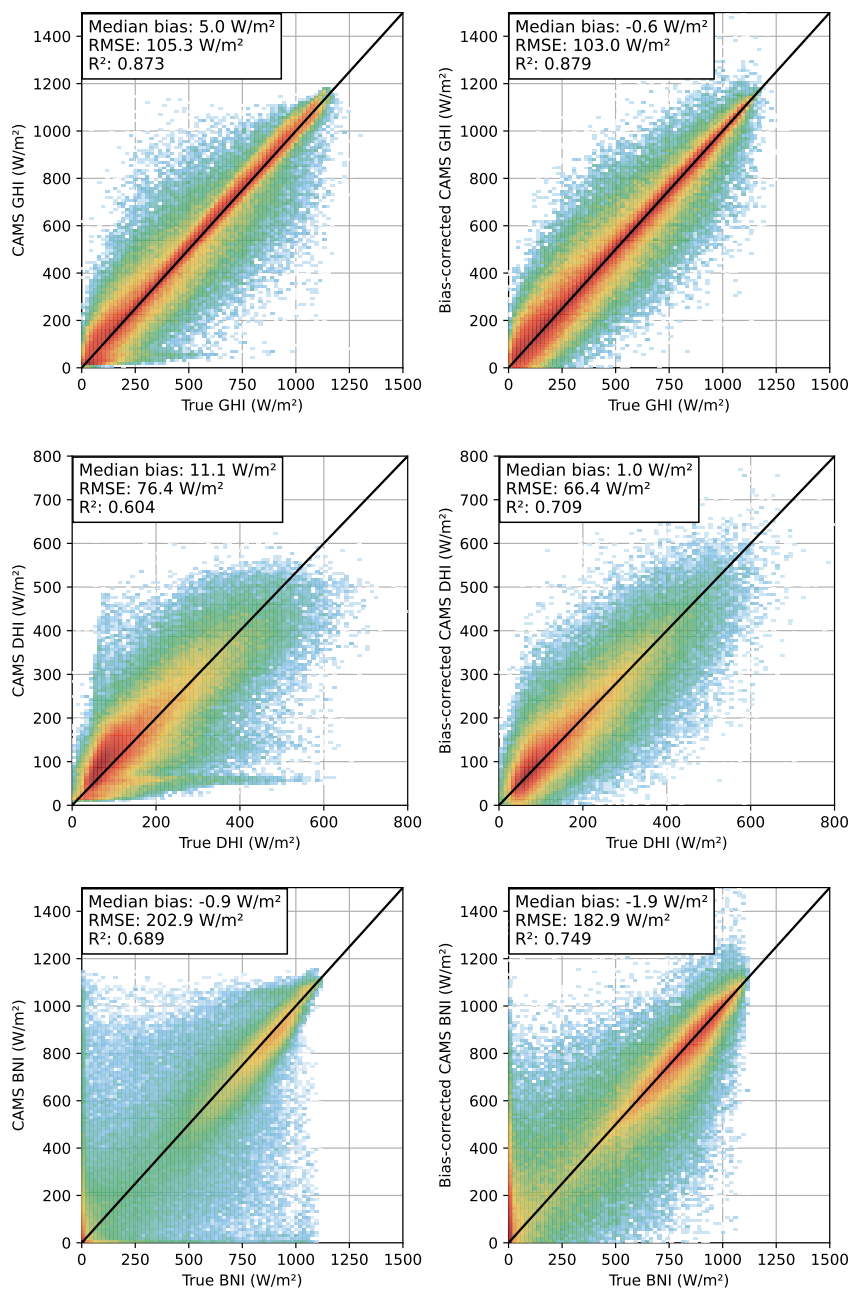 Median bias: 5.0 W/m²
RMSE: 105.3 W/m²
R²: 0.873
1400
1200
1000
800
600
400
200
0
CAMS GHI (W/m²)
0 250 500 750 1000 1250 1500
True GHI (W/m²)
Median bias: -0.6 W/m²
RMSE: 103.0 W/m²
R²: 0.879
1400
1200
1000
800
600
400
200
0
Bias-corrected CAMS GHI (W/m²)
0 250 500 750 1000 1250 1500
True GHI (W/m²)
Median bias: 11.1 W/m²
RMSE: 76.4 W/m²
R²: 0.604
800
700
600
500
400
300
200
100
0
CAMS DHI (W/m²)
0 200 400 600 800
True DHI (W/m²)
Median bias: 1.0 W/m²
RMSE: 66.4 W/m²
R²: 0.709
800
700
600
500
400
300
200
100
0
Bias-corrected CAMS DHI (W/m²)
0 200 400 600 800
True DHI (W/m²)
Median bias: -0.9 W/m²
RMSE: 202.9 W/m²
R²: 0.689
1400
1200
1000
800
600
400
200
0
CAMS BNI (W/m²)
0 250 500 750 1000 1250 1500
True BNI (W/m²)
Median bias: -1.9 W/m²
RMSE: 182.9 W/m²
R²: 0.749
1400
1200
1000
800
600
400
200
0
Bias-corrected CAMS BNI (W/m²)
0 250 500 750 1000 1250 1500
True BNI (W/m²)